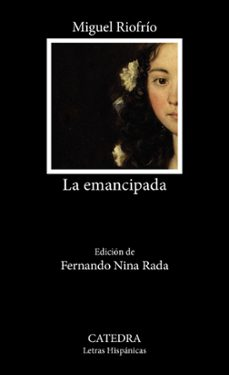 Miguel Riofrío
La emancipada
Edición de
Fernando Nina Rada
CATEDRA
Letras Hispánicas